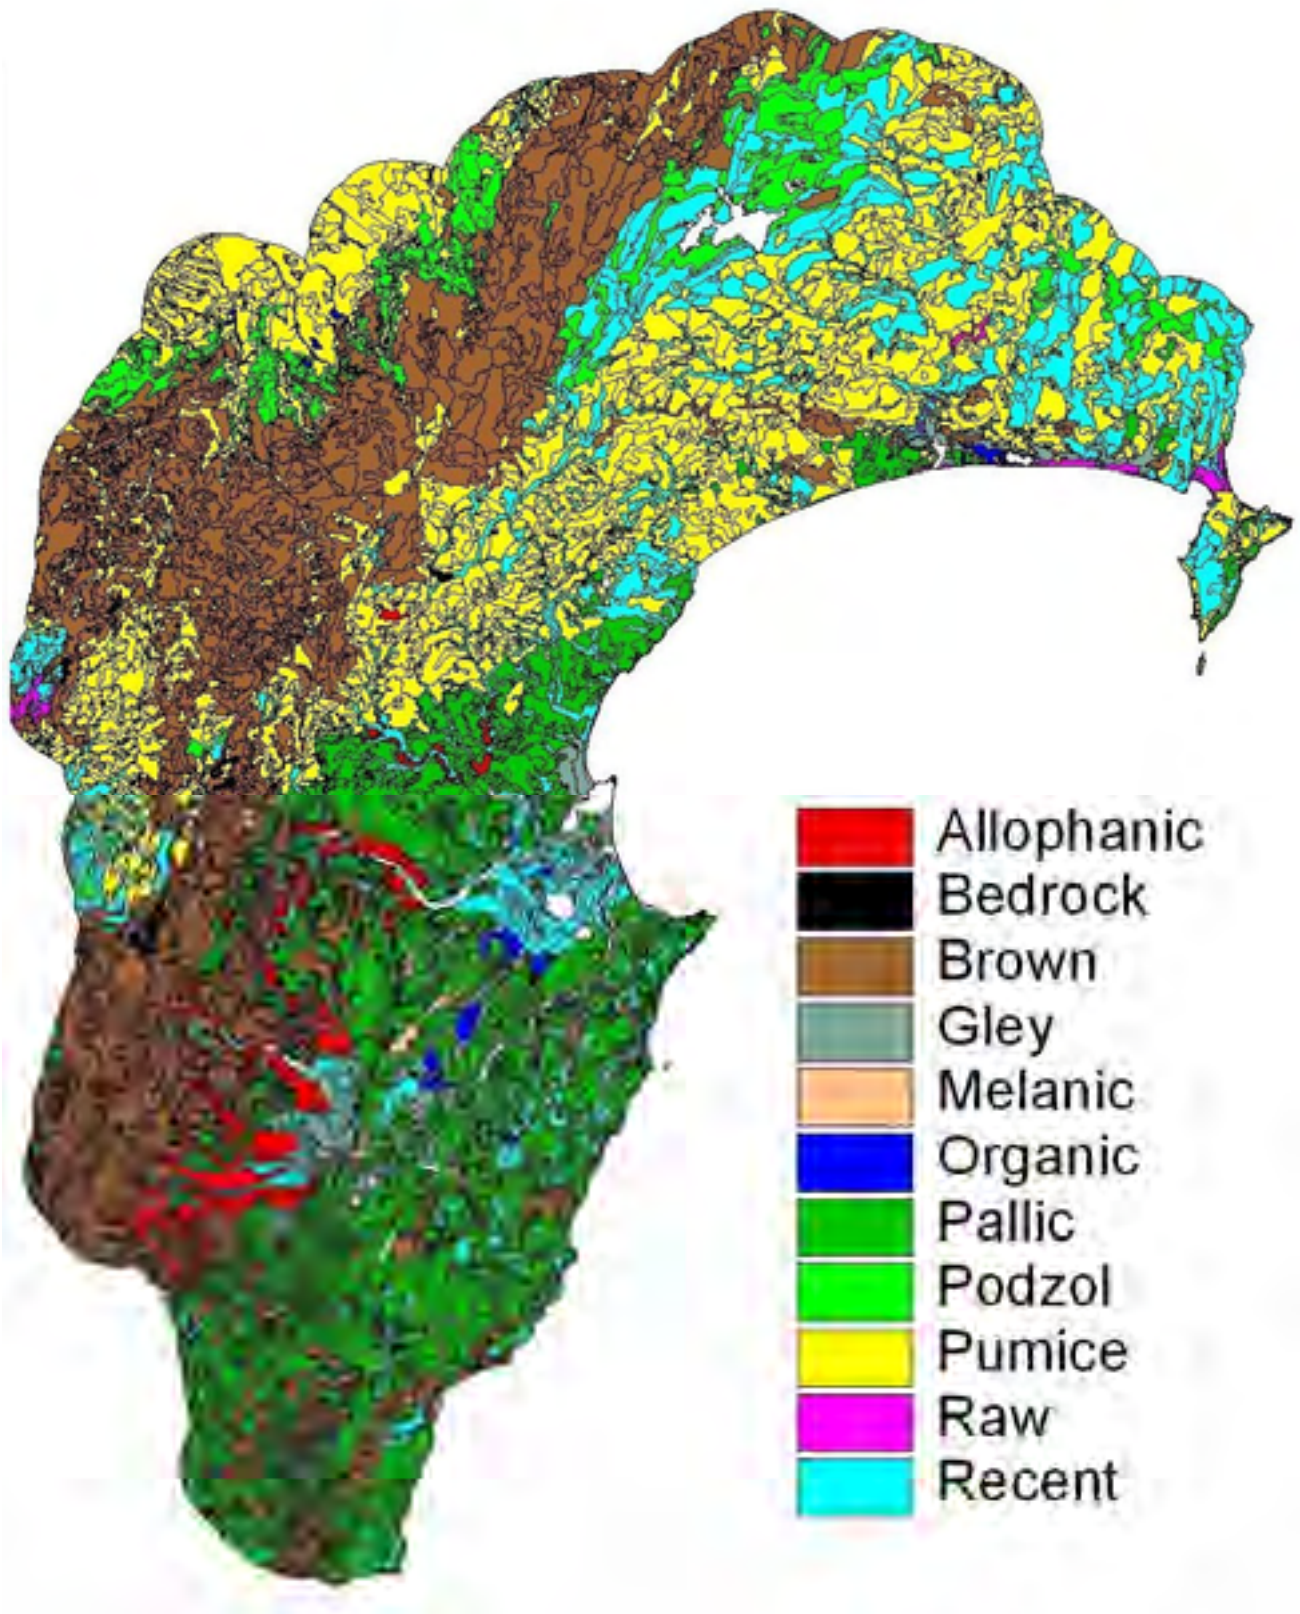 Allophanic
Bedrock
Brown
Gley
Melanic
Organic
Pallic
Podzol
Pumice
Raw
Recent